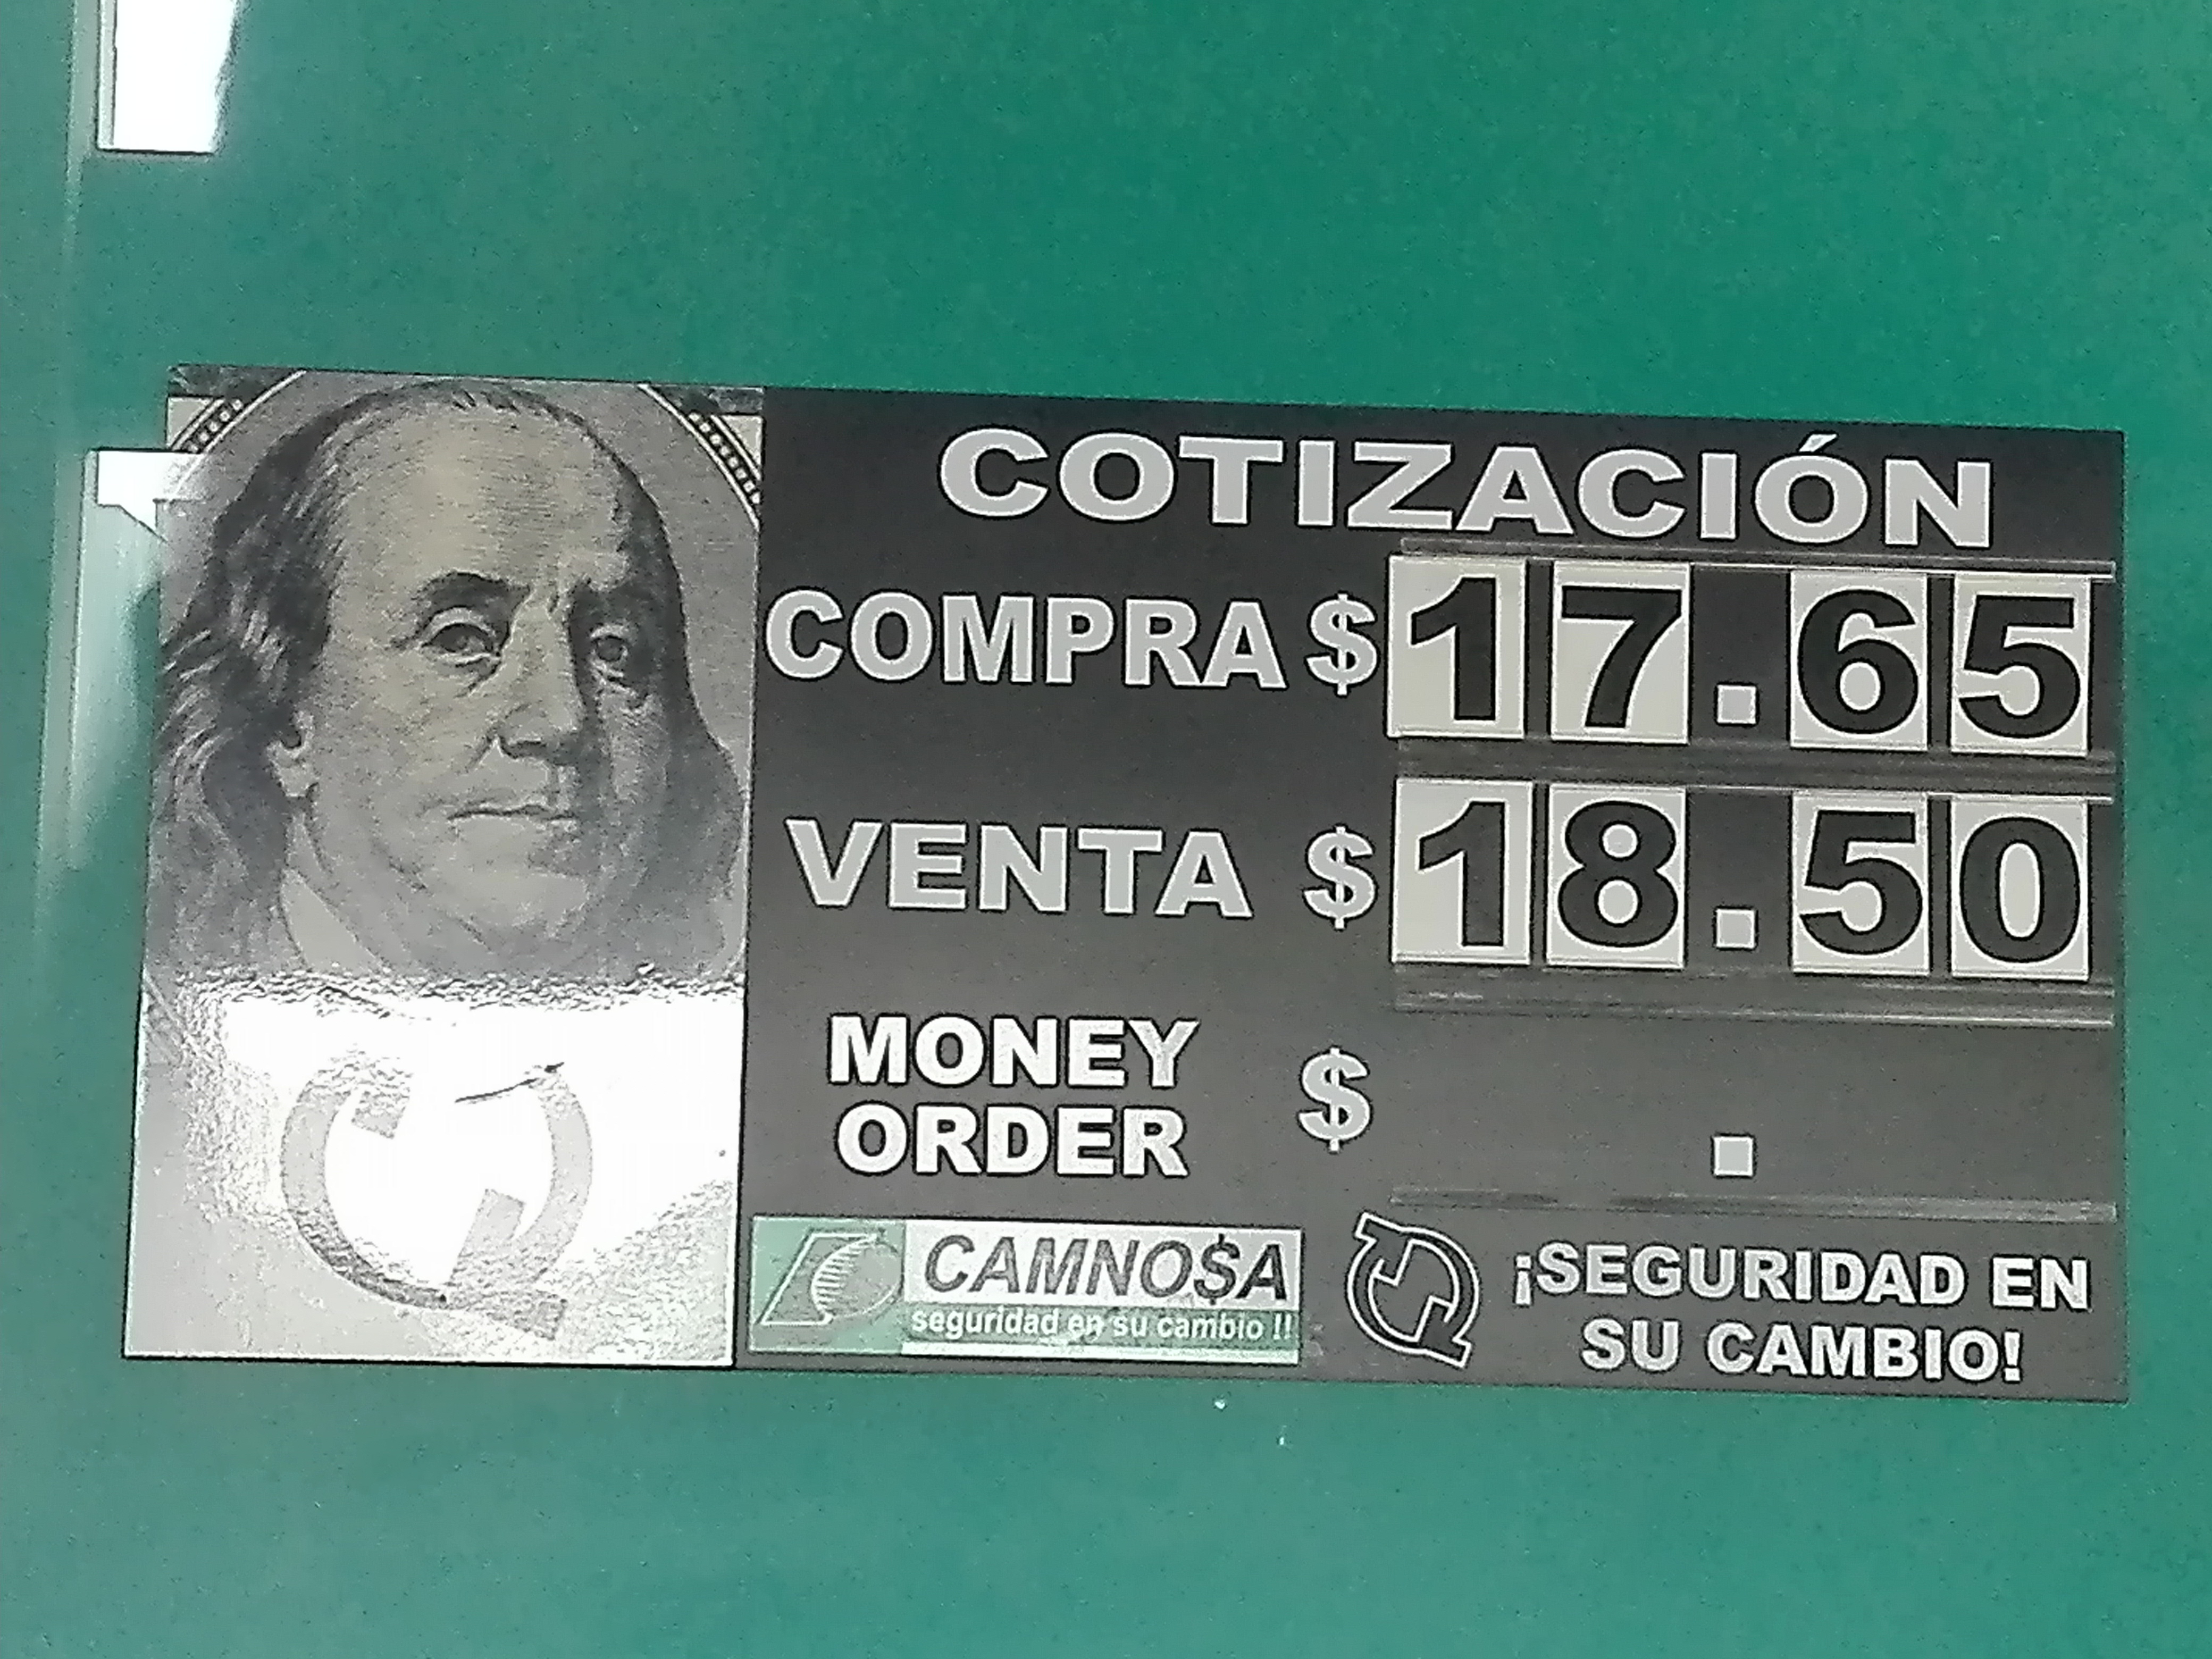 COTIZACIÓN
COMPRA $17.65
VENTA $18.50
MONEY
ORDER $ .
CAMNO$A
seguridad en su cambio !!
¡SEGURIDAD EN
SU CAMBIO!